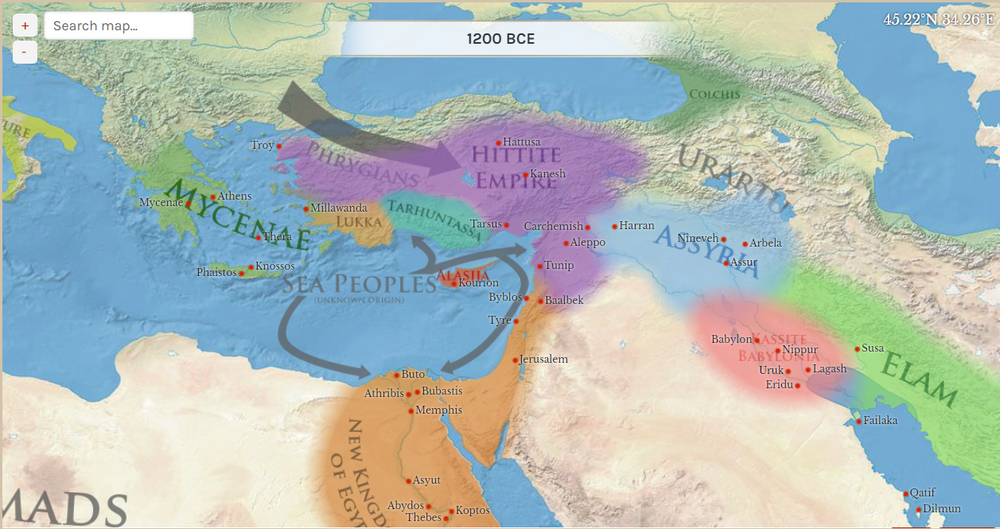 +
Search map...
-
1200 BCE
45.22°N 34.26°E
COLCHIS
URE
Troy
PHRYGIANS
Hattusa
HITTITE
EMPIRE
Kanesh
URARTU
MYCENAE
Mycenae
Athens
Millawanda
LUKKA
TARHUNTASSA
Tarsus
Carchemish
Harran
Aleppo
ASSYRIA
Nineveh
Arbela
Assur
Thera
Knossos
Phaistos
SEA PEOPLES
(UNKNOWN ORIGIN)
ALASIJA
Kourion
Tunip
Byblos
Baalbek
Tyre
Jerusalem
Babylon
KASSITE
BABYLONIA
Nippur
Uruk
Lagash
Eridu
Susa
ELAM
Buto
Athribis
Bubastis
Memphis
Failaka
NEW KINGD
OF EGYPT
Asyut
Abydos
Koptos
Thebes
MADS
Qatif
Dilmun